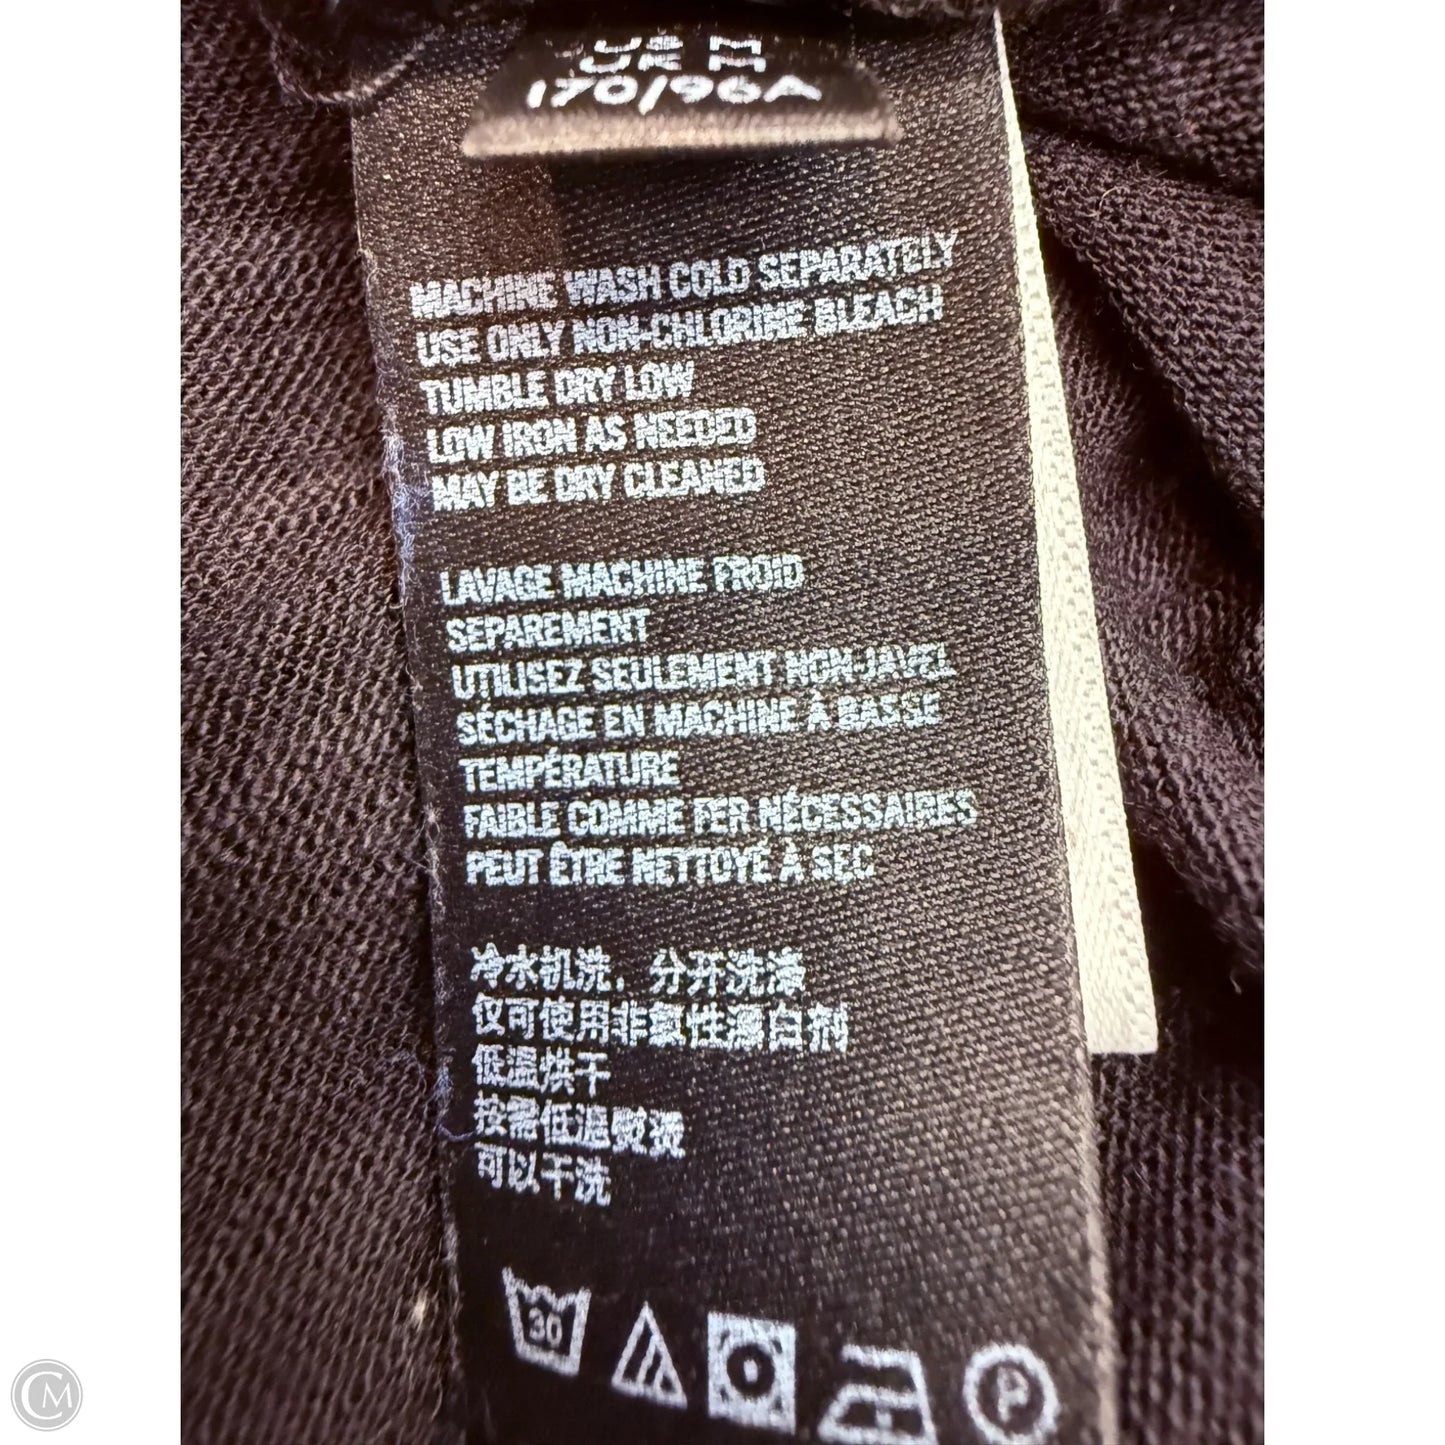 170/96A
MACHINE WASH COLD SEPARATELY
USE ONLY NON-CHLORINE BLEACH
TUMBLE DRY LOW
LOW IRON AS NEEDED
MAY BE DRY CLEANED
LAVAGE MACHINE FROID
SEPAREMENT
UTILISEZ SEULEMENT NON-JAVEL
SÉCHAGE EN MACHINE À BASSE
TEMPÉRATURE
FAIBLE COMME FER NÉCESSAIRES
PEUT ÊTRE NETTOYÉ À SEC
冷水机洗，分开洗涤
仅可使用非氯性漂白剂
低温烘干
按需低温熨烫
可以干洗
30
P
CM